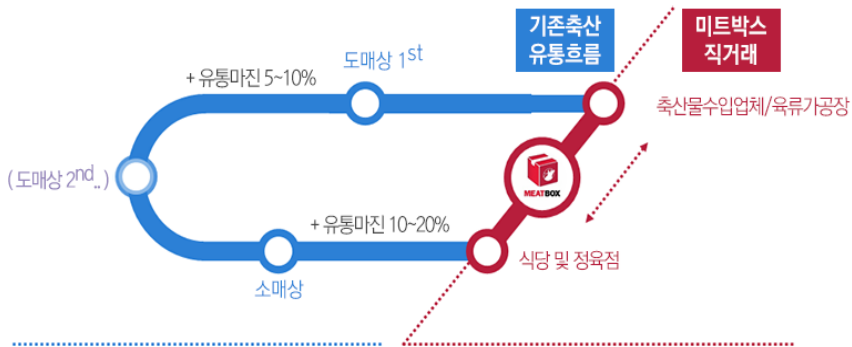 기존축산
유통흐름
미트박스
직거래
도매상 1st
+ 유통마진 5~10%
축산물수입업체/육류가공장
( 도매상 2nd.. )
MEATBOX
+ 유통마진 10~20%
식당 및 정육점
소매상